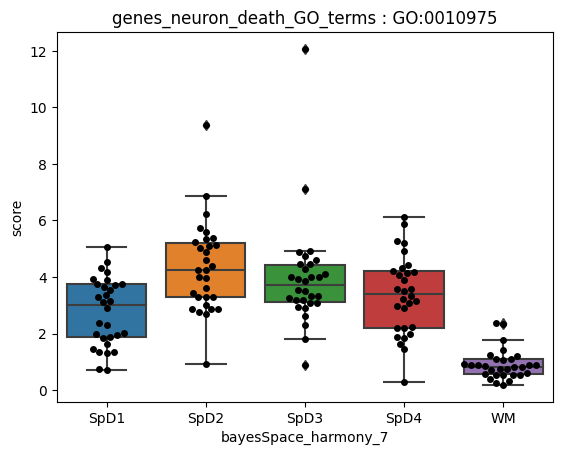 genes_neuron_death_GO_terms : GO:0010975
12
10
8
6
4
2
0
score
SpD1 SpD2 SpD3 SpD4 WM
bayesSpace_harmony_7